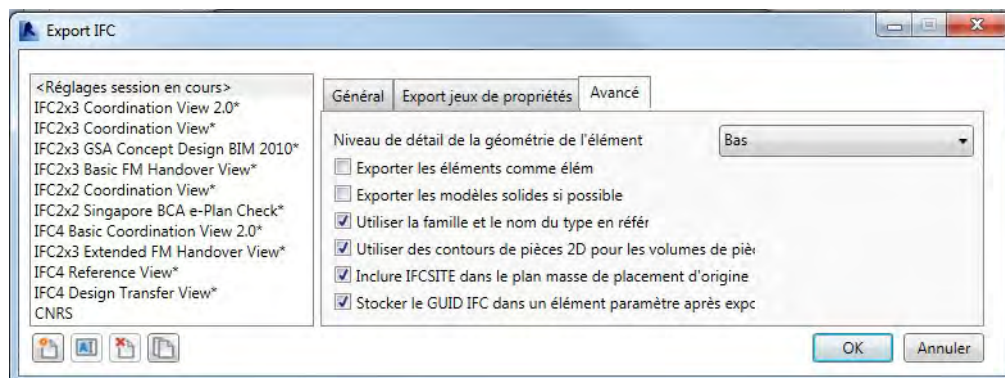 Export IFC
<Réglages session en cours>
IFC2x3 Coordination View 2.0*
IFC2x3 Coordination View*
IFC2x3 GSA Concept Design BIM 2010*
IFC2x3 Basic FM Handover View*
IFC2x2 Coordination View*
IFC2x2 Singapore BCA e-Plan Check*
IFC4 Basic Coordination View 2.0*
IFC2x3 Extended FM Handover View*
IFC4 Reference View*
IFC4 Design Transfer View*
CNRS
Général
Export jeux de propriétés
Avancé
Niveau de détail de la géométrie de l'élément
Bas
Exporter les éléments comme élém
Exporter les modèles solides si possible
Utiliser la famille et le nom du type en référ
Utiliser des contours de pièces 2D pour les volumes de piè
Inclure IFCSITE dans le plan masse de placement d'origine
Stocker le GUID IFC dans un élément paramètre après expo
AI
OK
Annuler